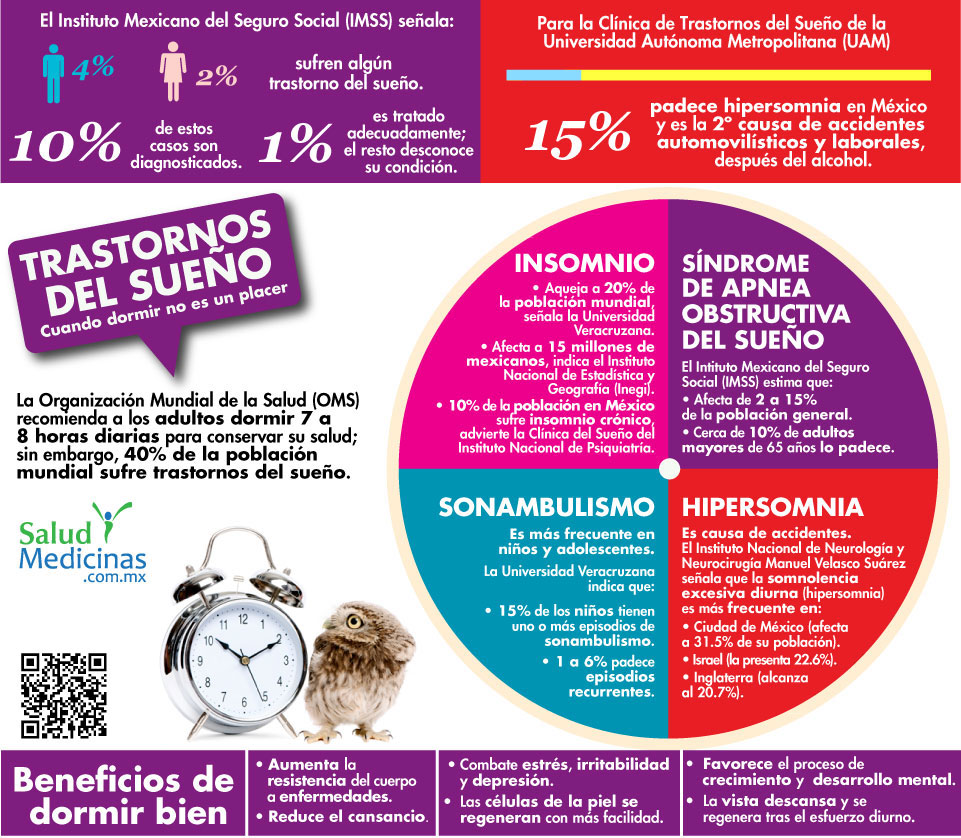 El Instituto Mexicano del Seguro Social (IMSS) señala:
4%
2%
sufren algún
trastorno del sueño.
10%
de estos
casos son
diagnosticados.
1%
es tratado
adecuadamente;
el resto desconoce
su condición.
Para la Clínica de Trastornos del Sueño de la
Universidad Autónoma Metropolitana (UAM)
15%
padece hipersomnia en México
y es la 2º causa de accidentes
automovilísticos y laborales,
después del alcohol.
TRASTORNOS
DEL SUEÑO
Cuando dormir no es un placer
La Organización Mundial de la Salud (OMS)
recomienda a los adultos dormir 7 a
8 horas diarias para conservar su salud;
sin embargo, 40% de la población
mundial sufre trastornos del sueño.
Salud
Medicinas
.com.mx
INSOMNIO
• Aqueja a 20% de
la población mundial,
señala la Universidad
Veracruzana.
• Afecta a 15 millones de
mexicanos, indica el Instituto
Nacional de Estadística y
Geografía (Inegi).
• 10% de la población en México
sufre insomnio crónico,
advierte la Clínica del Sueño del
Instituto Nacional de Psiquiatría.
SÍNDROME
DE APNEA
OBSTRUCTIVA
DEL SUEÑO
El Intituto Mexicano del Seguro
Social (IMSS) estima que:
• Afecta de 2 a 15%
de la población general.
• Cerca de 10% de adultos
mayores de 65 años lo padece.
SONAMBULISMO
Es más frecuente en
niños y adolescentes.
La Universidad Veracruzana
indica que:
• 15% de los niños tienen
uno o más episodios de
sonambulismo.
• 1 a 6% padece
episodios
recurrentes.
HIPERSOMNIA
Es causa de accidentes.
El Instituto Nacional de Neurología y
Neurocirugía Manuel Velasco Suárez
señala que la somnolencia
excesiva diurna (hipersomnia)
es más frecuente en:
• Ciudad de México (afecta
a 31.5% de su población).
• Israel (la presenta 22.6%).
• Inglaterra (alcanza
al 20.7%).
12
1
2
3
4
5
6
7
8
9
10
11
Beneficios de
dormir bien
• Aumenta la
resistencia del cuerpo
a enfermedades.
• Reduce el cansancio.
• Combate estrés, irritabilidad
y depresión.
• Las células de la piel se
regeneran con más facilidad.
• Favorece el proceso de
crecimiento y desarrollo mental.
• La vista descansa y se
regenera tras el esfuerzo diurno.